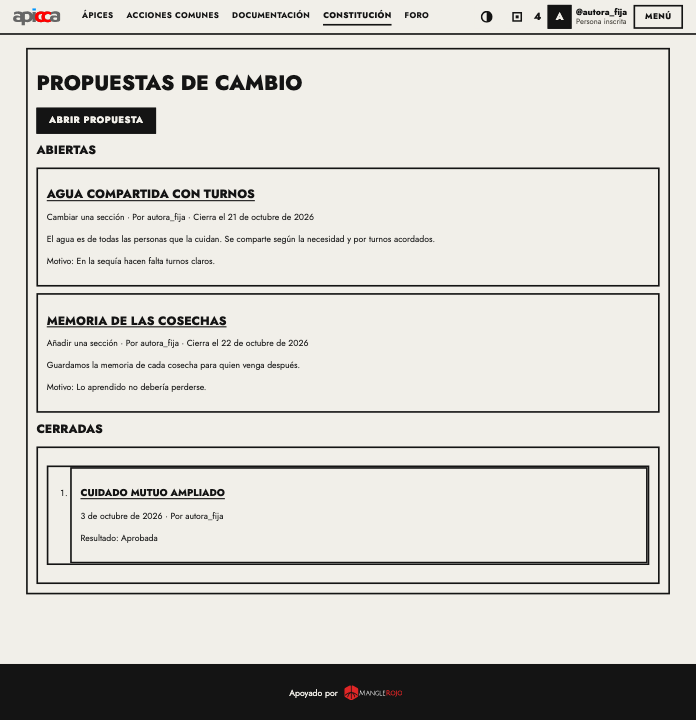 apicca
ÁPICES
ACCIONES COMUNES
DOCUMENTACIÓN
CONSTITUCIÓN
FORO
4
A
@autora_fija
Persona inscrita
MENÚ
PROPUESTAS DE CAMBIO
ABRIR PROPUESTA
ABIERTAS
AGUA COMPARTIDA CON TURNOS
Cambiar una sección · Por autora_fija · Cierra el 21 de octubre de 2026
El agua es de todas las personas que la cuidan. Se comparte según la necesidad y por turnos acordados.
Motivo: En la sequía hacen falta turnos claros.
MEMORIA DE LAS COSECHAS
Añadir una sección · Por autora_fija · Cierra el 22 de octubre de 2026
Guardamos la memoria de cada cosecha para quien venga después.
Motivo: Lo aprendido no debería perderse.
CERRADAS
1.
CUIDADO MUTUO AMPLIADO
3 de octubre de 2026 · Por autora_fija
Resultado: Aprobada
Apoyado por
MANGLEROJO